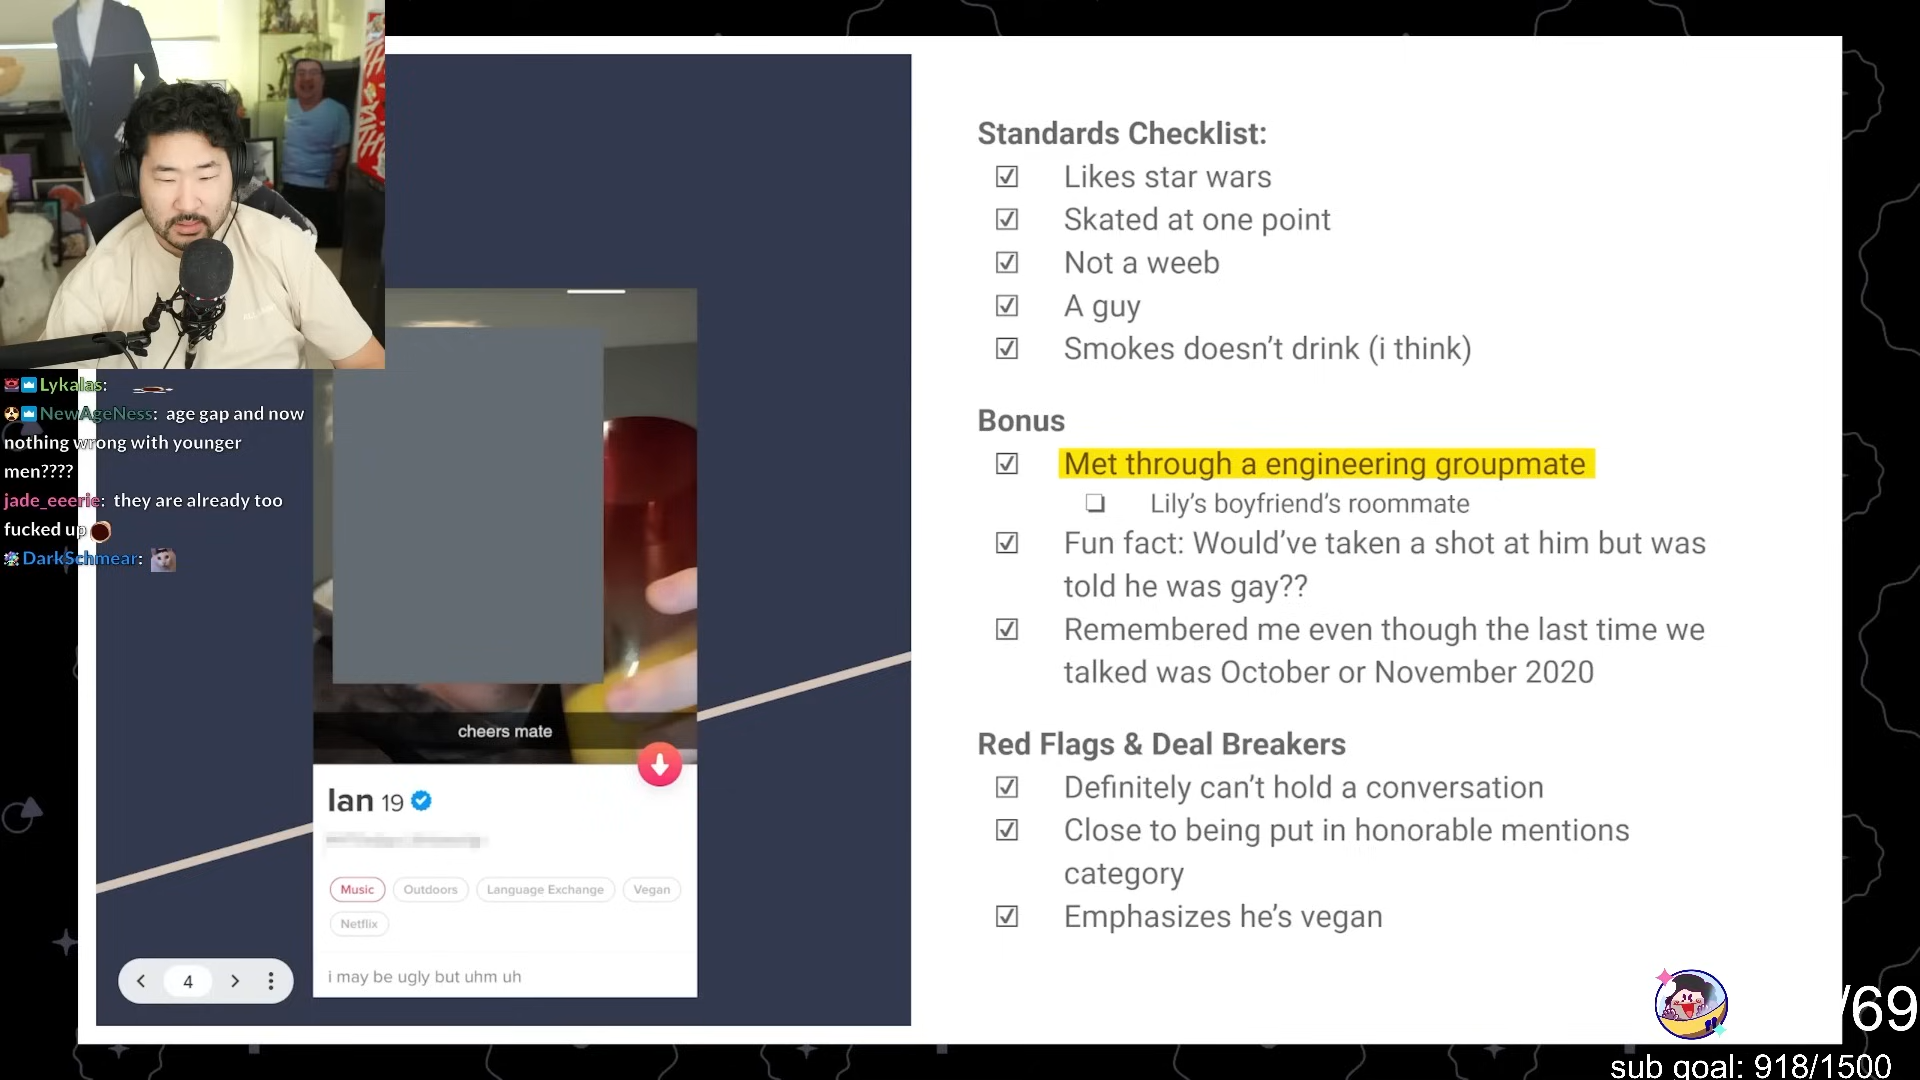 Standards Checklist:
Likes star wars
Skated at one point
Not a weeb
A guy
Smokes doesn’t drink (i think)
Bonus
Met through a engineering groupmate
Lily’s boyfriend’s roommate
Fun fact: Would’ve taken a shot at him but was
told he was gay??
Remembered me even though the last time we
talked was October or November 2020
Red Flags & Deal Breakers
Definitely can’t hold a conversation
Close to being put in honorable mentions
category
Emphasizes he’s vegan
Lykalas:
NewAgeNess: age gap and now
nothing wrong with younger
men????
jade_eeerie: they are already too
fucked up
DarkSchmear:
cheers mate
Ian 19
Music Outdoors Language Exchange Vegan
Netflix
i may be ugly but uhm uh
4
/69
sub goal: 918/1500